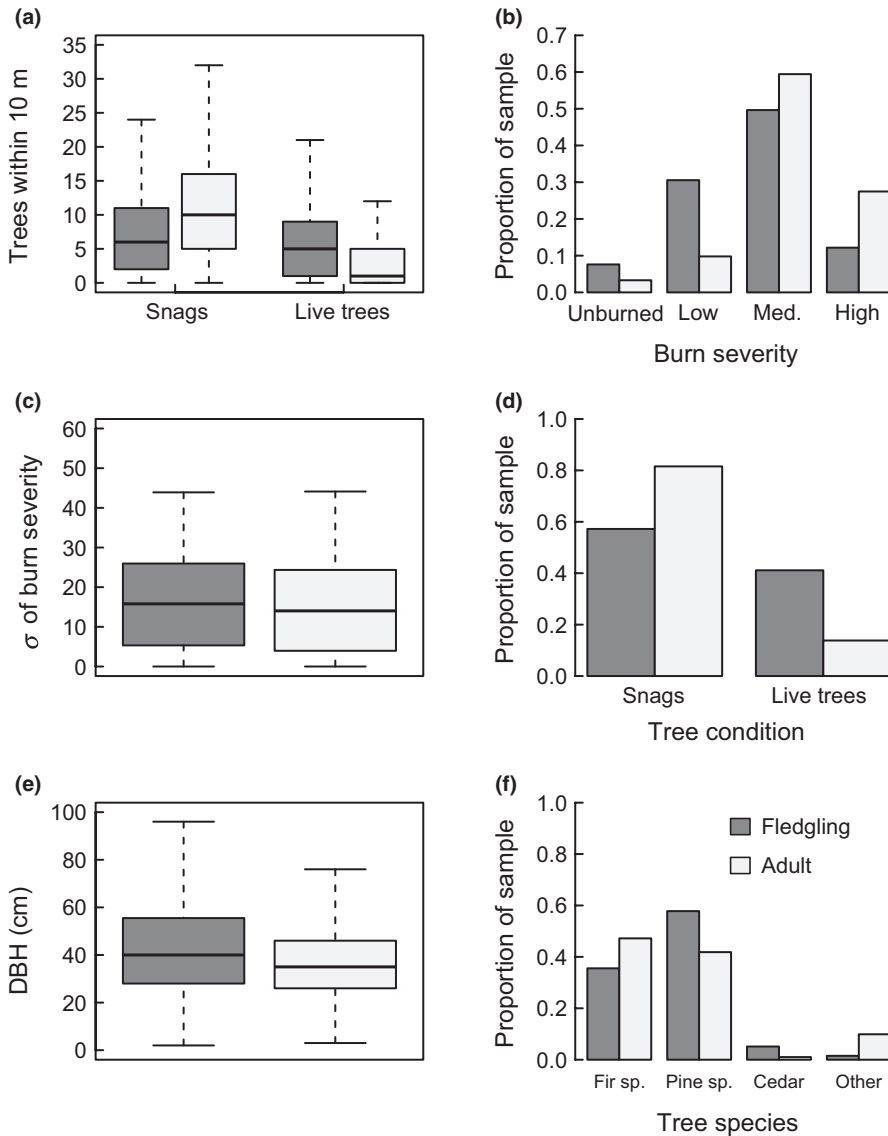 (a)
Trees within 10 m
35
30
25
20
15
10
5
0
Snags
Live trees
(b)
Proportion of sample
0.7
0.6
0.5
0.4
0.3
0.2
0.1
0.0
Unburned
Low
Med.
High
Burn severity
(c)
σ of burn severity
60
50
40
30
20
10
0
(d)
Proportion of sample
1.0
0.8
0.6
0.4
0.2
0.0
Snags
Live trees
Tree condition
(e)
DBH (cm)
100
80
60
40
20
0
(f)
Proportion of sample
1.0
0.8
0.6
0.4
0.2
0.0
Fledgling
Adult
Fir sp.
Pine sp.
Cedar
Other
Tree species